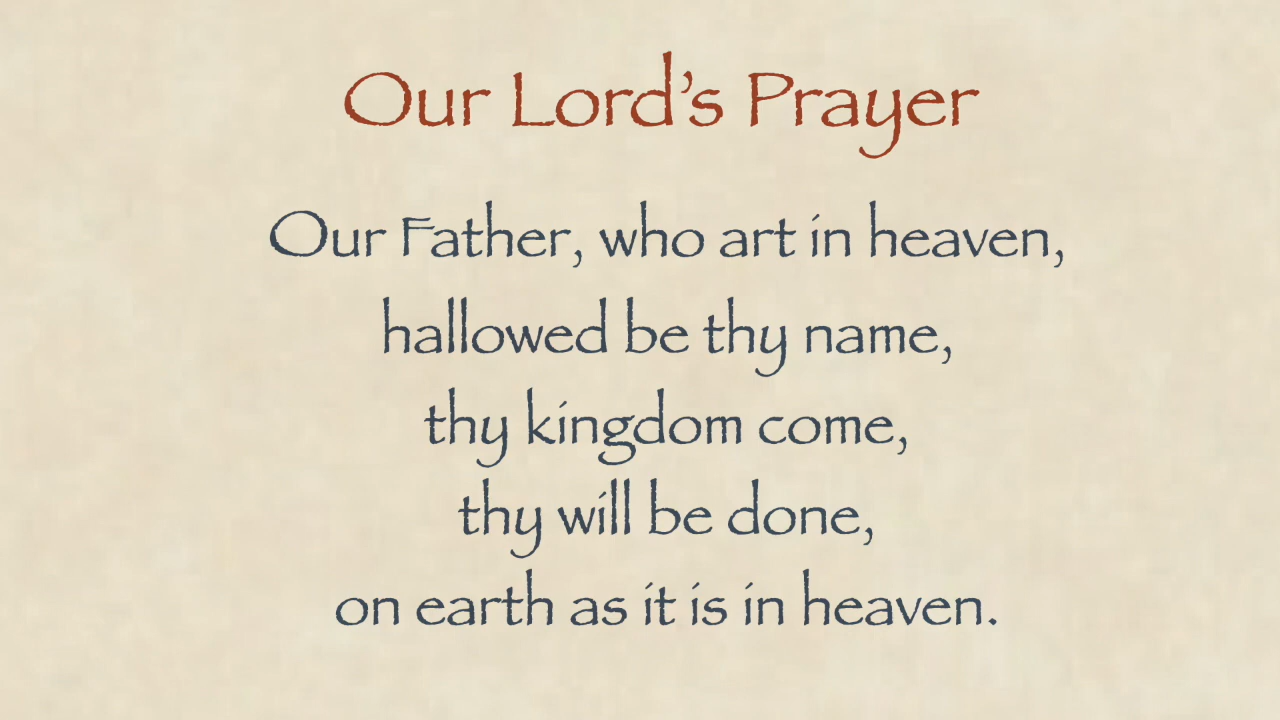 Our Lord’s Prayer
Our Father, who art in heaven,
hallowed be thy name,
thy kingdom come,
thy will be done,
on earth as it is in heaven.